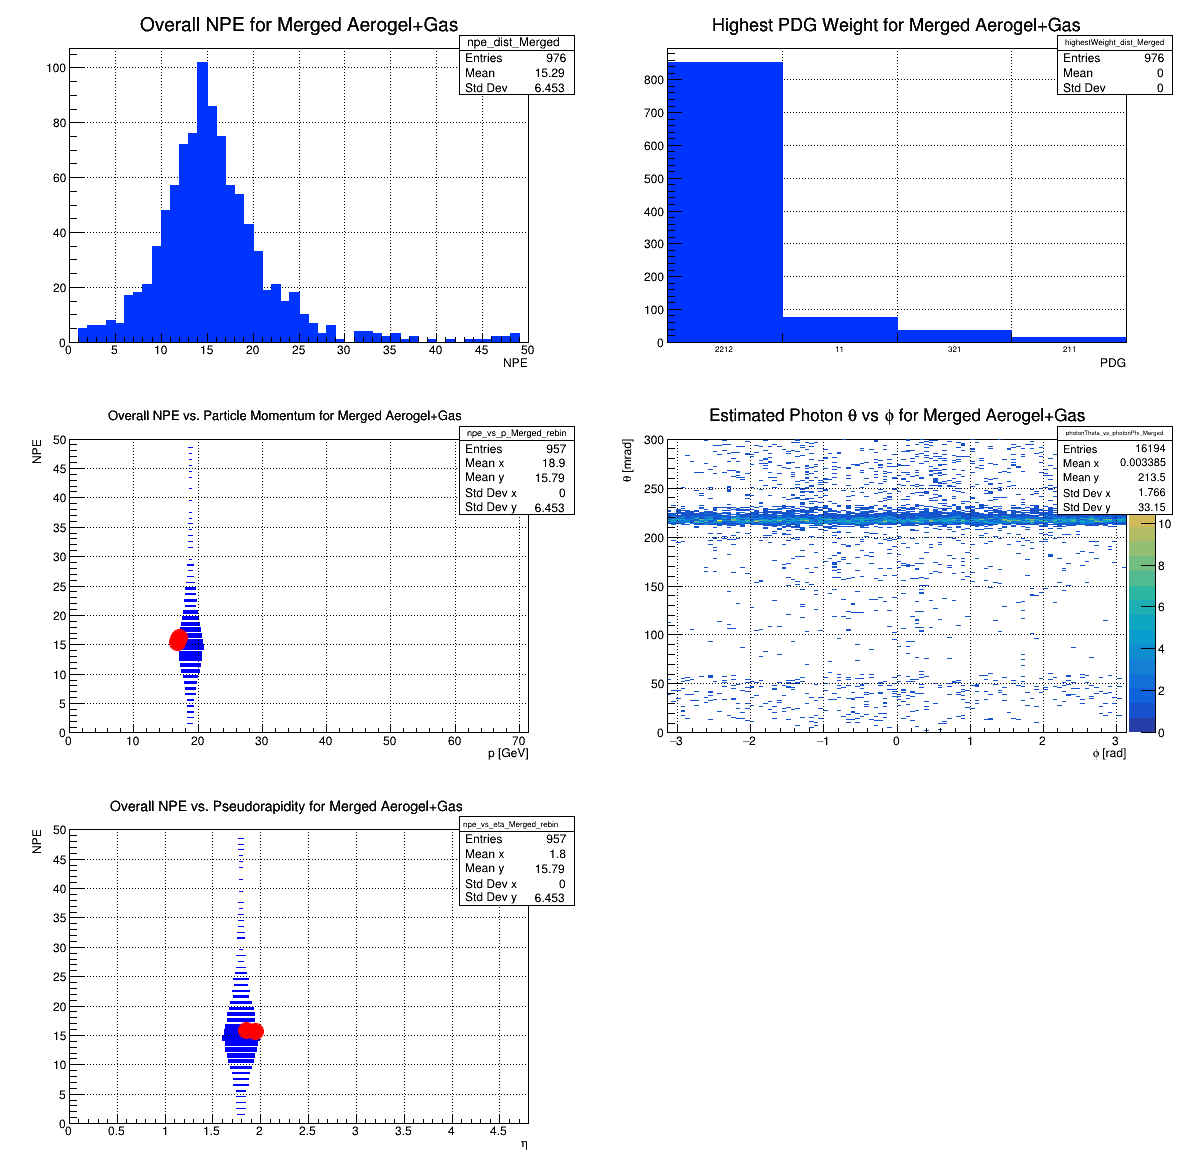 Overall NPE for Merged Aerogel+Gas
npe_dist_Merged
Entries 976
Mean 15.29
Std Dev 6.453
100
80
60
40
20
0
0 5 10 15 20 25 30 35 40 45 50
NPE
Highest PDG Weight for Merged Aerogel+Gas
highestWeight_dist_Merged
Entries 976
Mean 0
Std Dev 0
800
700
600
500
400
300
200
100
0
2212 11 321 211
PDG
Overall NPE vs. Particle Momentum for Merged Aerogel+Gas
npe_vs_p_Merged_rebin
Entries 957
Mean x 18.9
Mean y 15.79
Std Dev x 0
Std Dev y 6.453
NPE
50
45
40
35
30
25
20
15
10
5
0
0 10 20 30 40 50 60 70
p [GeV]
Estimated Photon θ vs ϕ for Merged Aerogel+Gas
photonTheta_vs_photonPhi_Merged
Entries 16194
Mean x 0.003385
Mean y 213.5
Std Dev x 1.766
Std Dev y 33.15
θ [mrad]
300
250
200
150
100
50
0
−3 −2 −1 0 1 2 3
ϕ [rad]
10
8
6
4
2
0
Overall NPE vs. Pseudorapidity for Merged Aerogel+Gas
npe_vs_eta_Merged_rebin
Entries 957
Mean x 1.8
Mean y 15.79
Std Dev x 0
Std Dev y 6.453
NPE
50
45
40
35
30
25
20
15
10
5
0
0 0.5 1 1.5 2 2.5 3 3.5 4 4.5
η